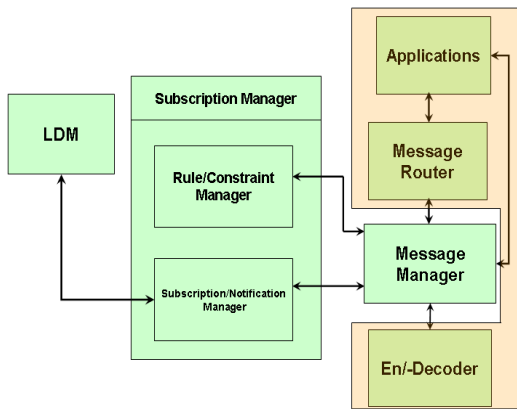 Applications
Subscription Manager
LDM
Message
Router
Rule/Constraint
Manager
Message
Manager
Subscription/Notification
Manager
En/-Decoder